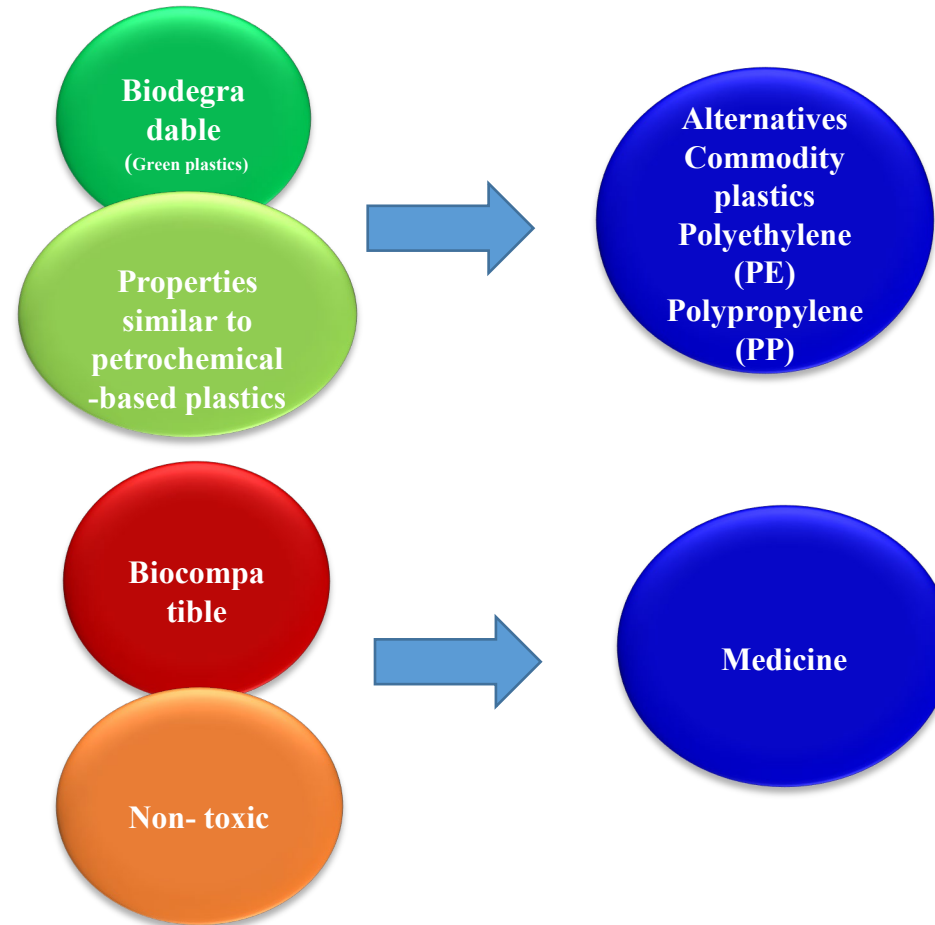 Biodegra
dable
(Green plastics)
Properties
similar to
petrochemical
-based plastics
Alternatives
Commodity
plastics
Polyethylene
(PE)
Polypropylene
(PP)
Biocompa
tible
Non- toxic
Medicine